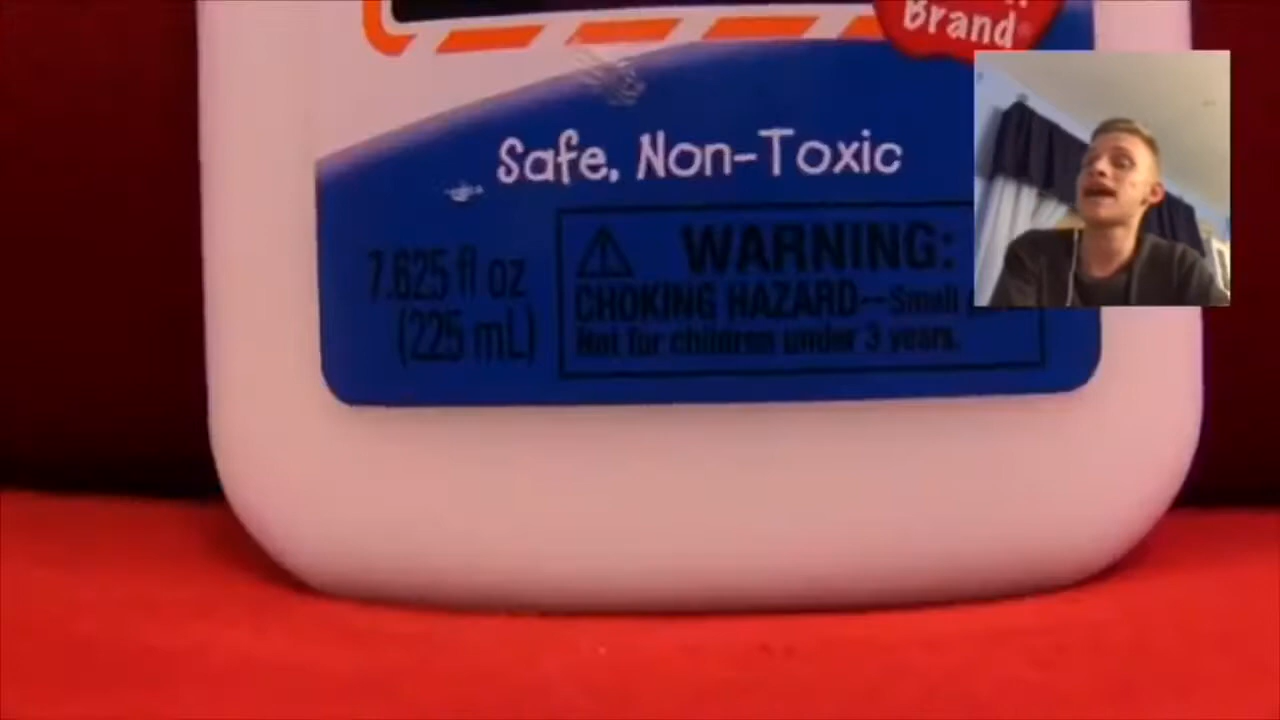 Brand
Safe, Non-Toxic
7.625 fl oz
(225 mL)
WARNING:
CHOKING HAZARD--Small
Not for children under 3 years.